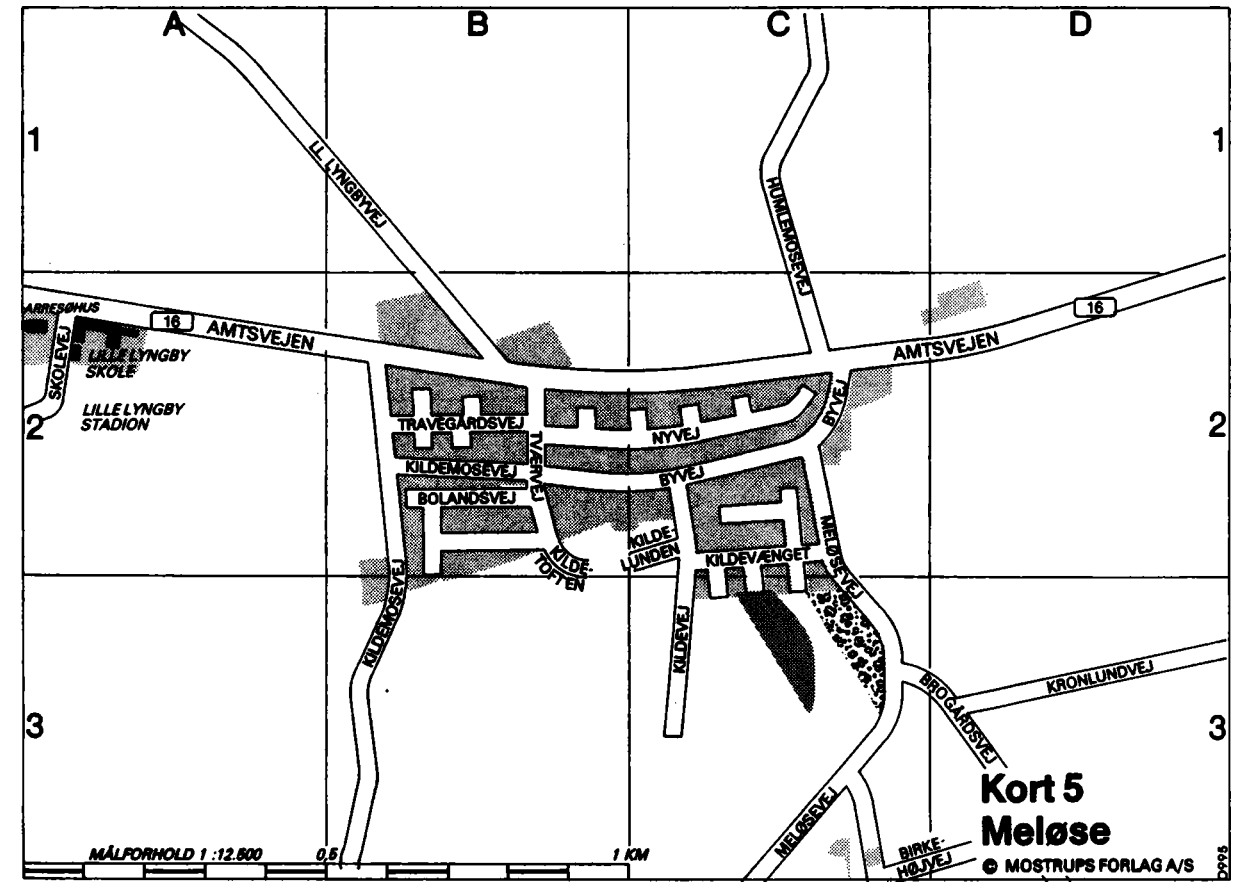 A B C D
1 1
LL. LYNGBYVEJ
HUMLEMOSEVEJ
ARRESØHUS
16
AMTSVEJEN
16
AMTSVEJEN
SKOLEVEJ
LILLE LYNGBY
SKOLE
LILLE LYNGBY
STADION
2 2
TRAVEGÅRDSVEJ
TVÆRVEJ
NYVEJ
BYVEJ
KILDEMOSEVEJ
BYVEJ
BOLANDSVEJ
KILDE-
TOFTEN
KILDE-
LUNDEN
KILDEVÆNGET
MELØSEVEJ
KILDEMOSEVEJ
KILDEVEJ
BROGÅRDSVEJ
KRONLUNDVEJ
3 3
MELØSEVEJ
BIRKE-
HØJVEJ
Kort 5
Meløse
© MOSTRUPS FORLAG A/S
MÅLFORHOLD 1 :12.500 0,5 1 KM